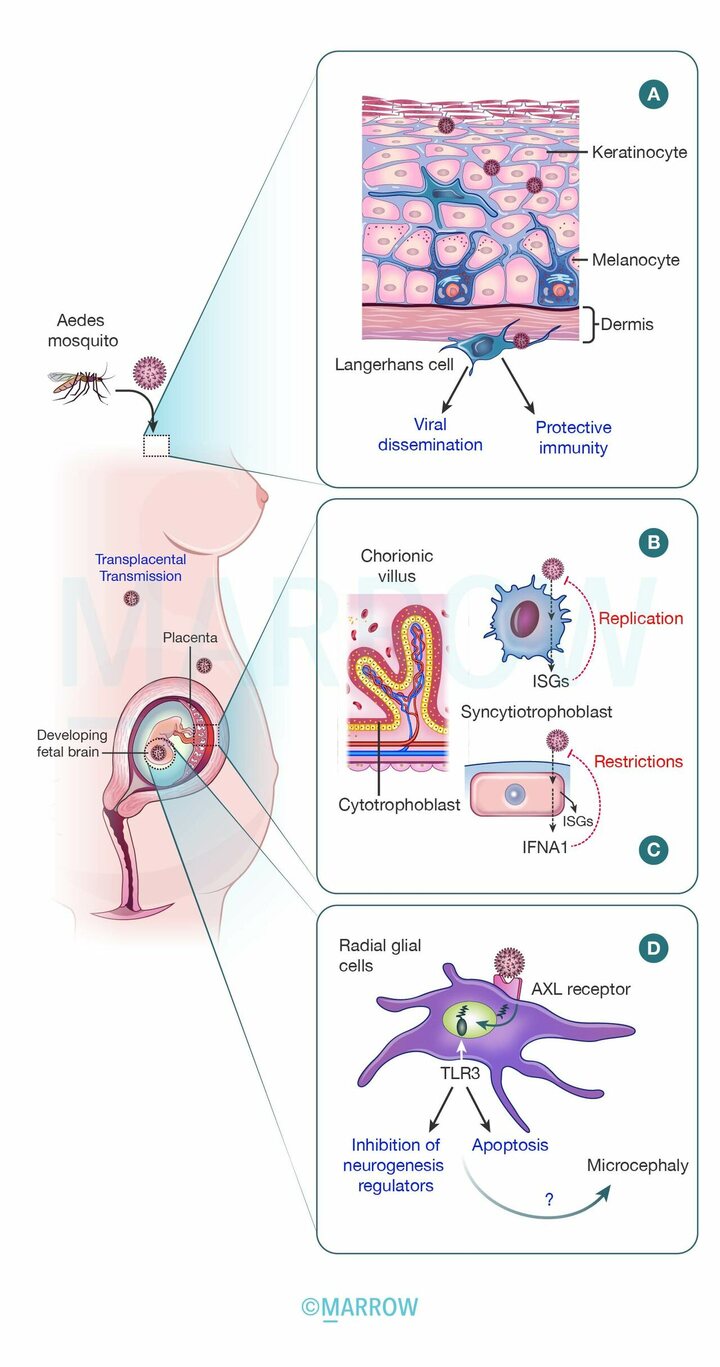 A
Keratinocyte
Melanocyte
Dermis
Langerhans cell
Viral
dissemination
Protective
immunity
Aedes
mosquito
Transplacental
Transmission
Placenta
Developing
fetal brain
B
Chorionic
villus
Replication
ISGs
Syncytiotrophoblast
Restrictions
Cytotrophoblast
ISGs
IFNA1
C
D
Radial glial
cells
AXL receptor
TLR3
Inhibition of
neurogenesis
regulators
Apoptosis
Microcephaly
?
MARROW
©MARROW